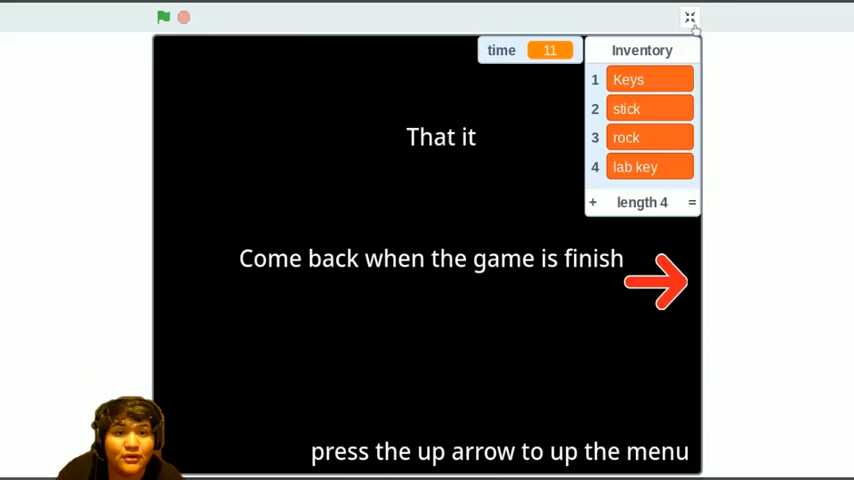 time 11
Inventory
1 Keys
2 stick
3 rock
4 lab key
+ length 4 =
That it
Come back when the game is finish
press the up arrow to up the menu